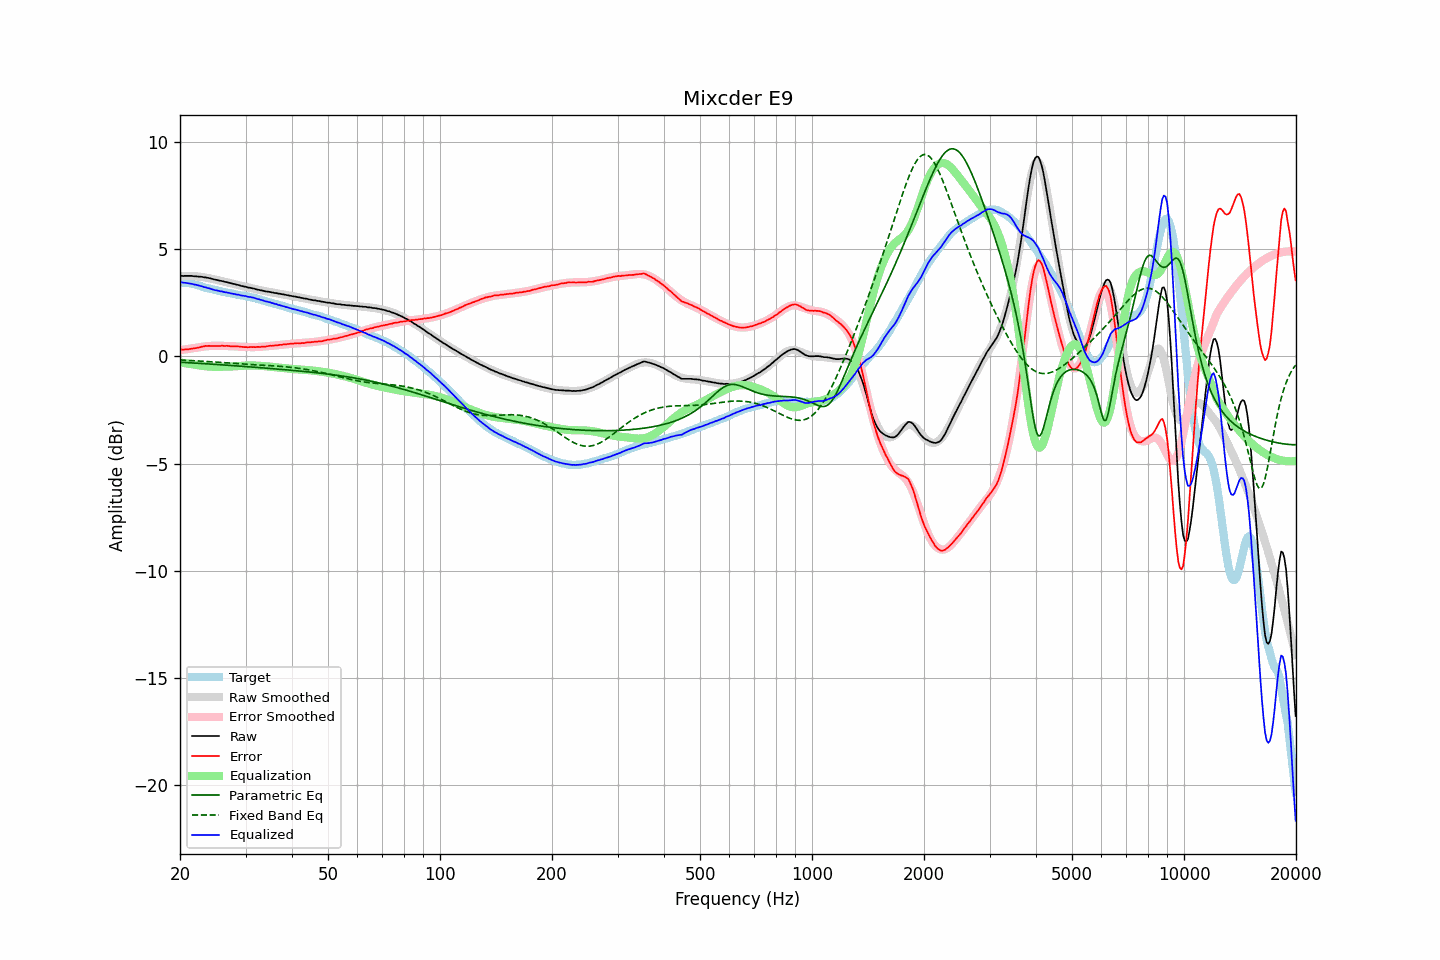 Mixcder E9
10
5
0
−5
−10
−15
−20
Amplitude (dBr)
Target
Raw Smoothed
Error Smoothed
Raw
Error
Equalization
Parametric Eq
Fixed Band Eq
Equalized
20 50 100 200 500 1000 2000 5000 10000 20000
Frequency (Hz)